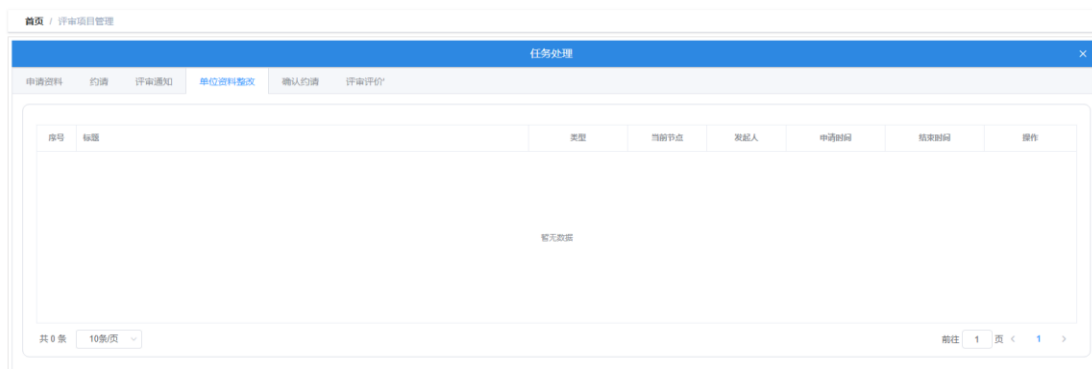 首页 / 评审项目管理
任务处理 ×
申请资料 约请 评审通知 单位资料整改 确认约请 评审评价*
序号 标题 类型 当前节点 发起人 申请时间 结束时间 操作
暂无数据
共 0 条 10条/页 前往 1 页 < 1 >